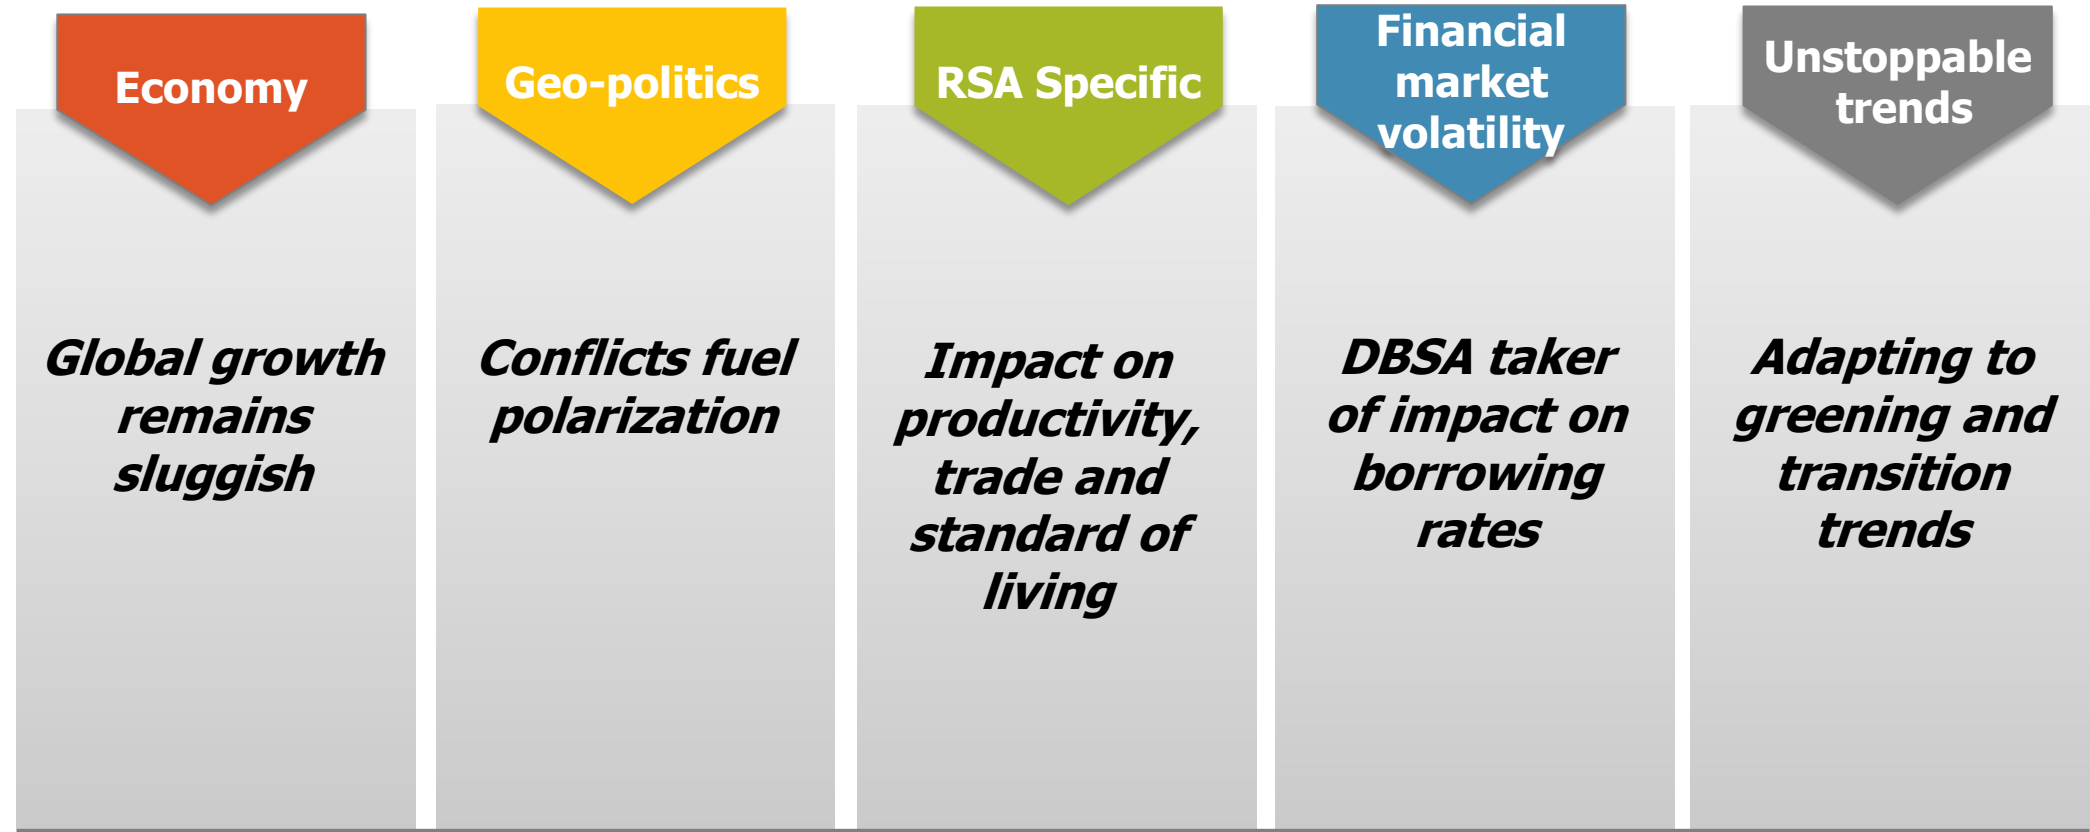 Economy
Global growth
remains
sluggish
Geo-politics
Conflicts fuel
polarization
RSA Specific
Impact on
productivity,
trade and
standard of
living
Financial
market
volatility
DBSA taker
of impact on
borrowing
rates
Unstoppable
trends
Adapting to
greening and
transition
trends